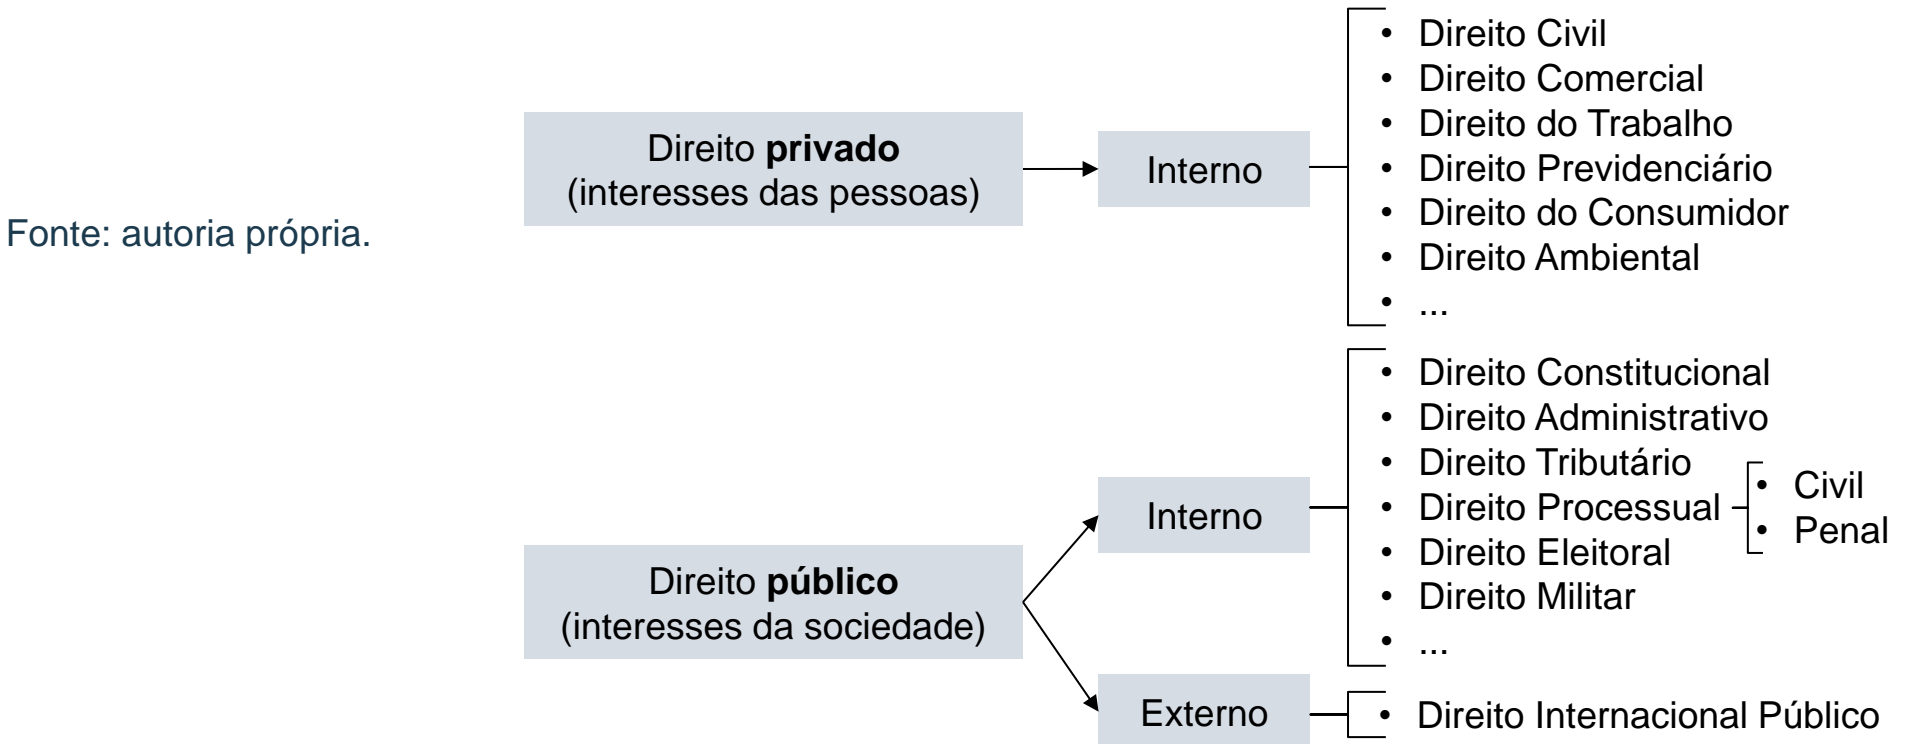 Fonte: autoria própria.
Direito privado
(interesses das pessoas)
Interno
• Direito Civil
• Direito Comercial
• Direito do Trabalho
• Direito Previdenciário
• Direito do Consumidor
• Direito Ambiental
• ...
Direito público
(interesses da sociedade)
Interno
• Direito Constitucional
• Direito Administrativo
• Direito Tributário
• Direito Processual
• Civil
• Penal
• Direito Eleitoral
• Direito Militar
• ...
Externo
• Direito Internacional Público